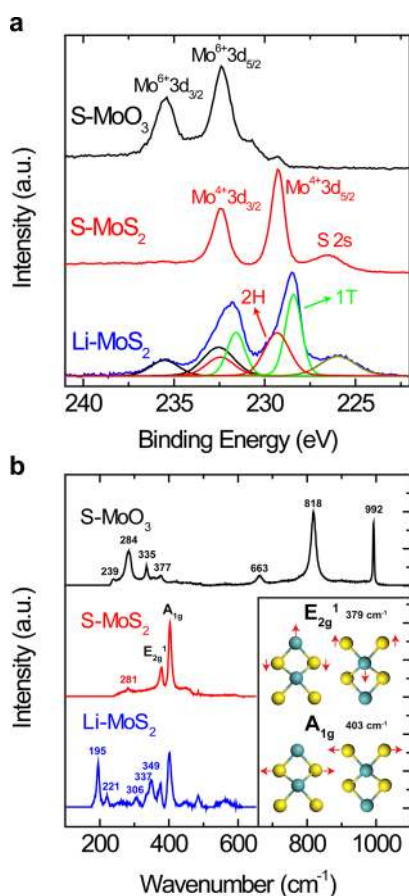 a
Mo⁶⁺3d₅/₂
Mo⁶⁺3d₃/₂
S-MoO₃
Mo⁴⁺3d₃/₂
Mo⁴⁺3d₅/₂
S-MoS₂
S 2s
2H
1T
Li-MoS₂
Intensity (a.u.)
240 235 230 225
Binding Energy (eV)
b
S-MoO₃
818
992
284
335
239
377
663
S-MoS₂
A₁g
E₂g¹
281
Li-MoS₂
195
349
337
221
306
E₂g¹ 379 cm⁻¹
A₁g 403 cm⁻¹
Intensity (a.u.)
200 400 600 800 1000
Wavenumber (cm⁻¹)